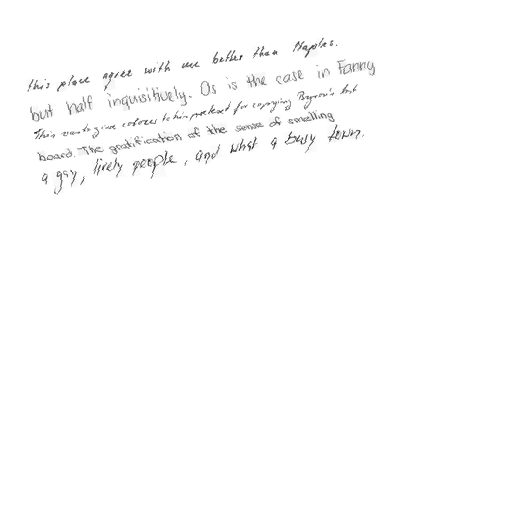 this place agree with me better than Naples.
but half inquisitively. Os is the case in Fanny
This was to give colour to his pretext for copying Byron's last
board. The gratification of the sense of smelling
a gay, lively people, and what a busy town.